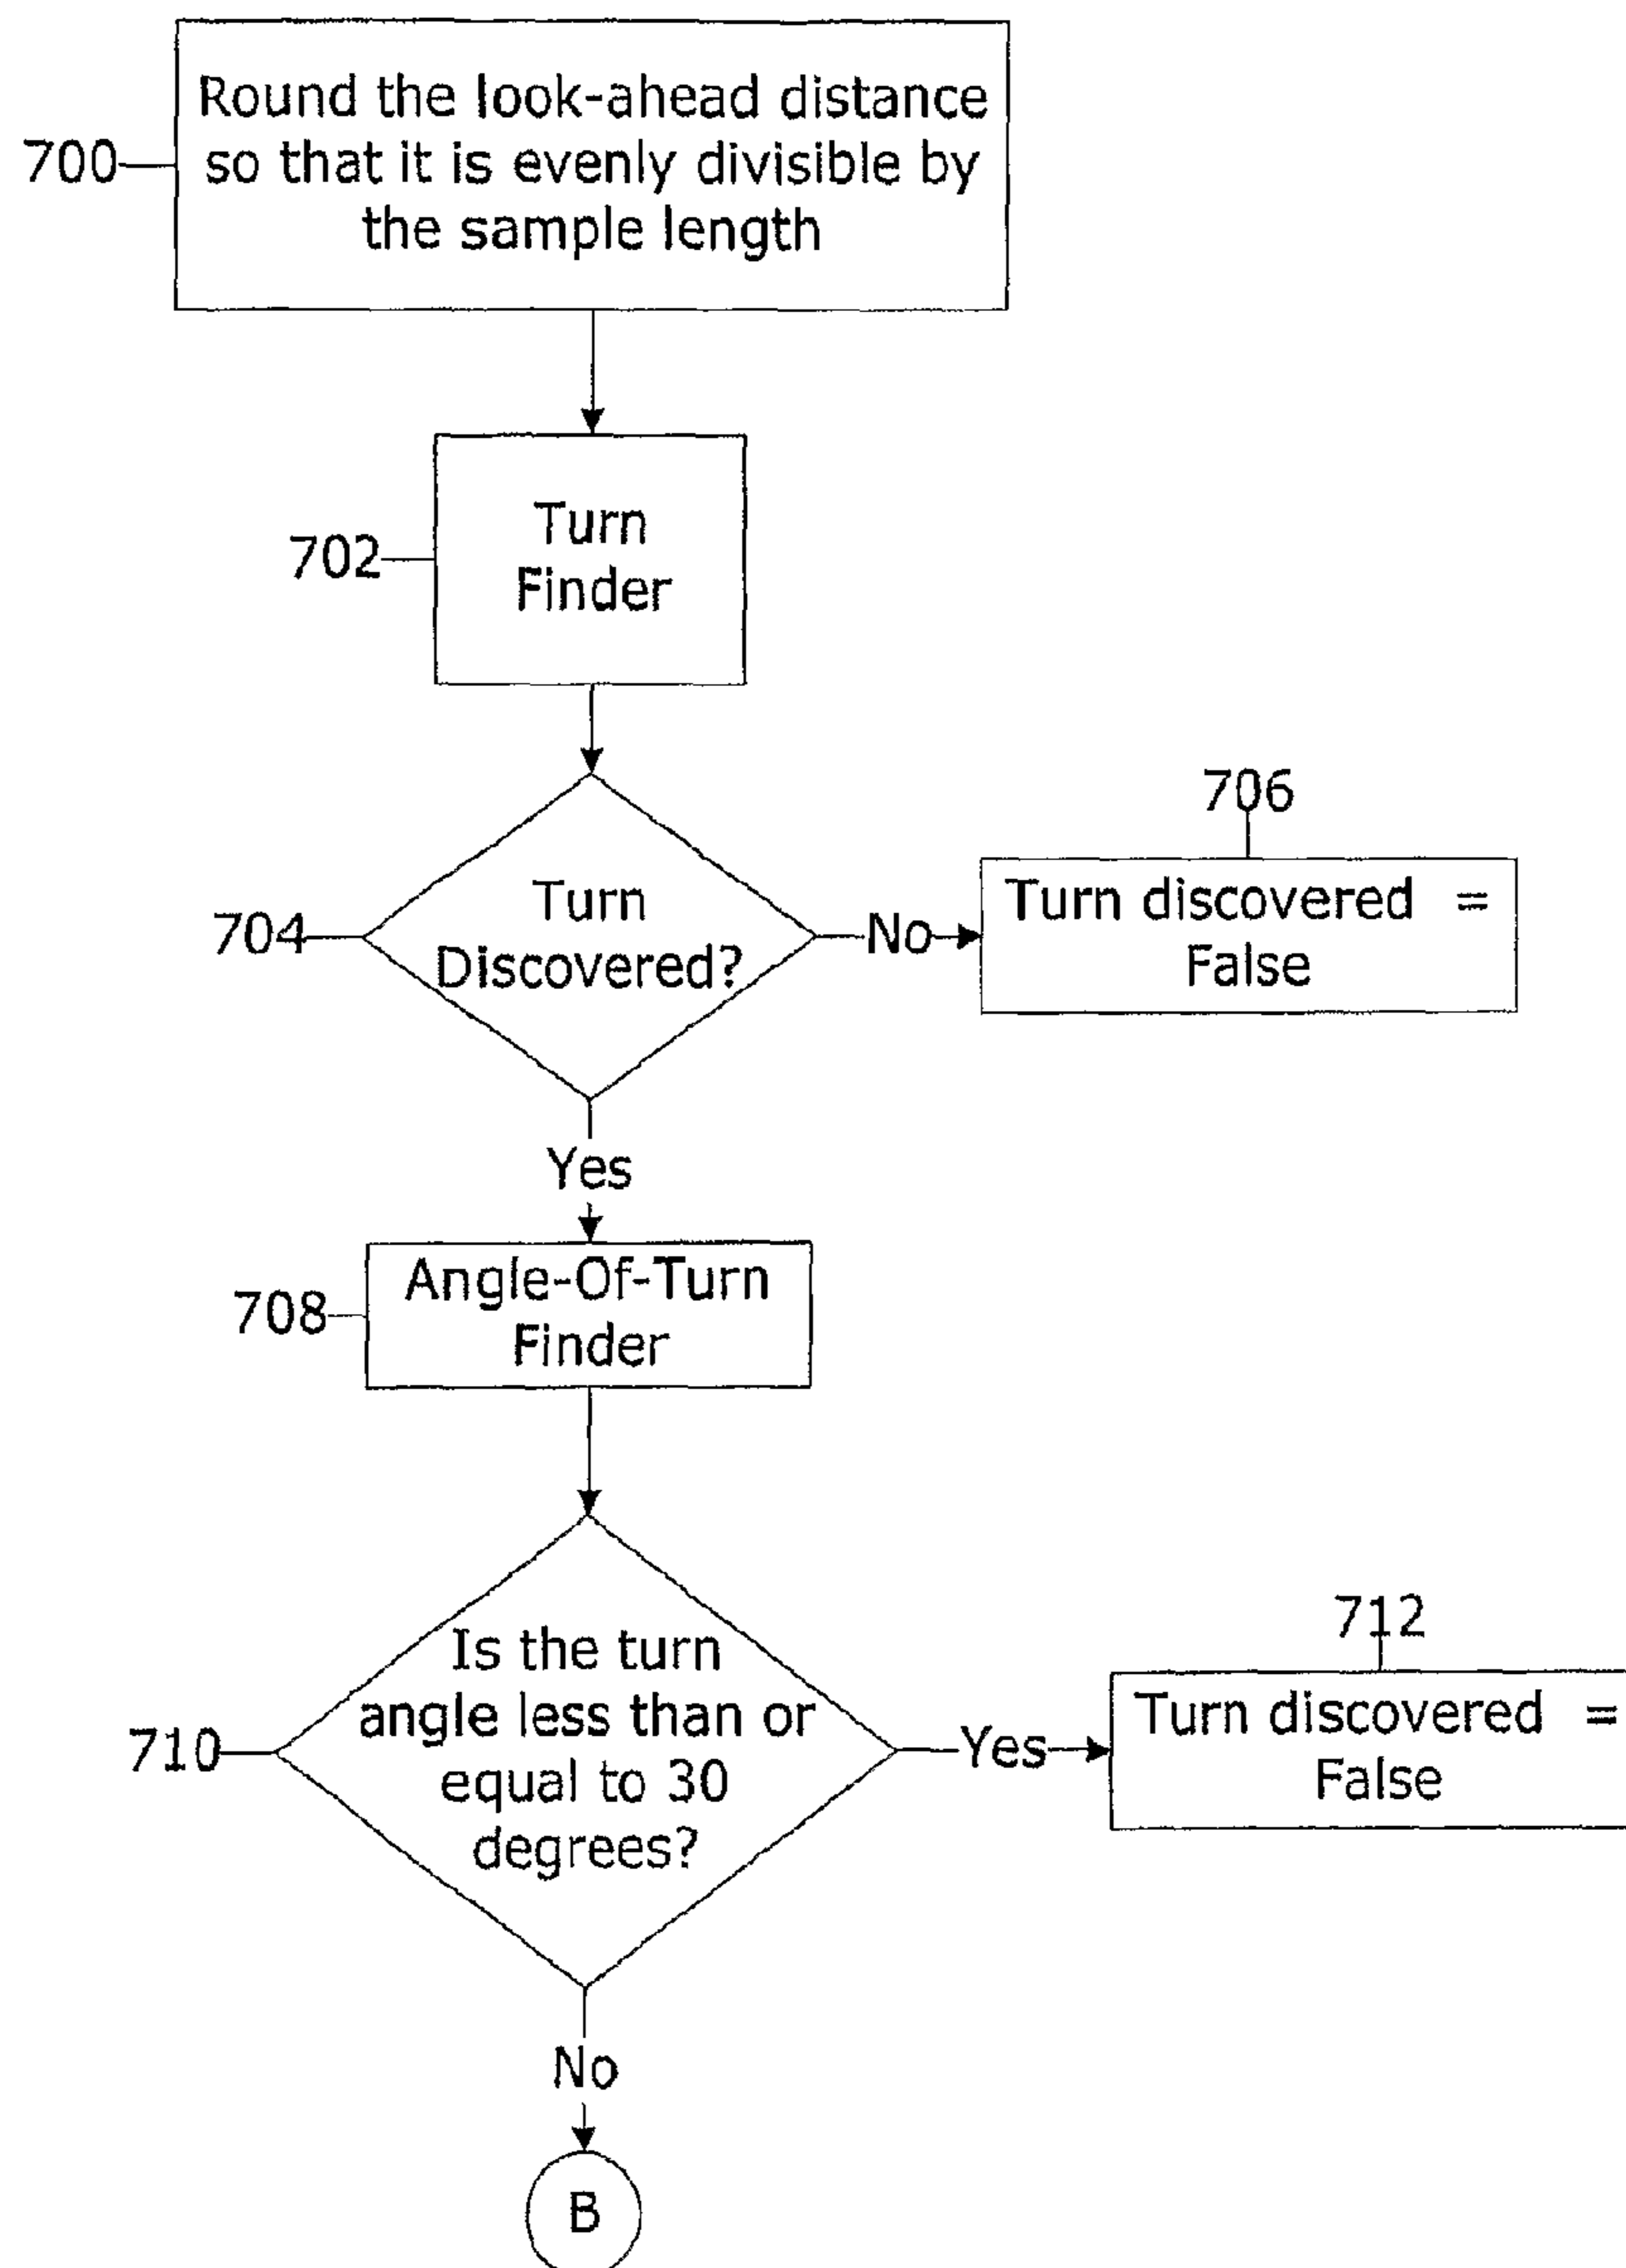 Round the look-ahead distance
700
so that it is evenly divisible by
the sample length
Turn
702
Finder
706
Turn
704
Discovered?
No
Turn discovered =
False
Yes
Angle-Of-Turn
708
Finder
712
Is the turn
angle less than or
710
equal to 30
degrees?
Yes
Turn discovered =
False
No
B